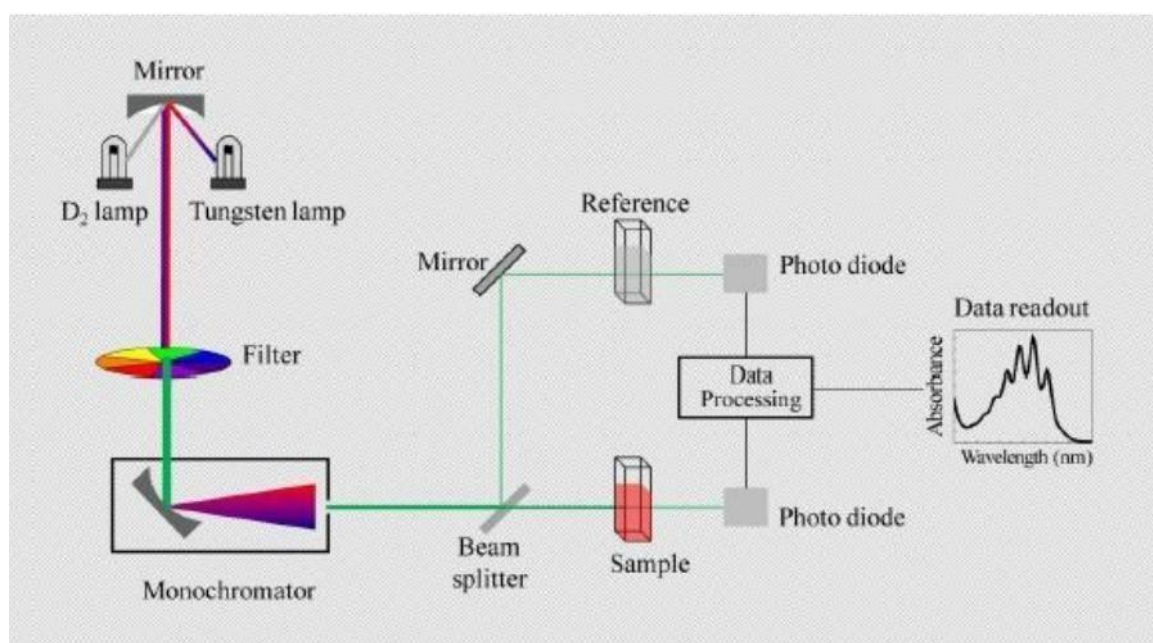 Mirror
D₂ lamp
Tungsten lamp
Filter
Monochromator
Beam
splitter
Mirror
Reference
Sample
Photo diode
Data
Processing
Photo diode
Data readout
Absorbance
Wavelength (nm)